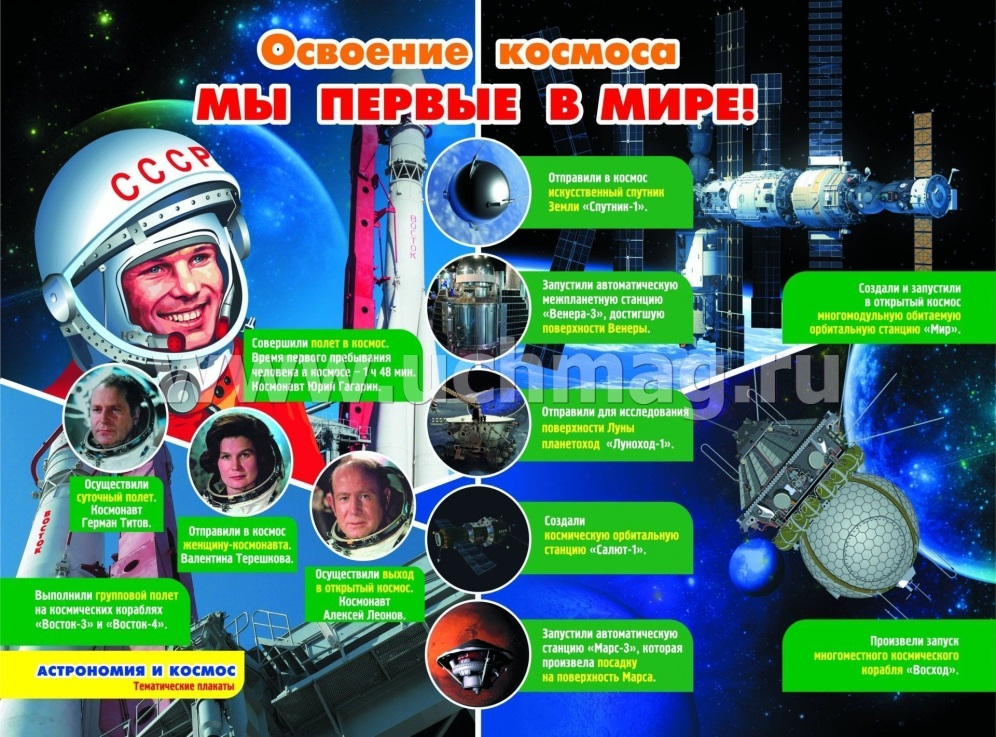 Освоение космоса
МЫ ПЕРВЫЕ В МИРЕ!
СССР
ВОСТОК
Отправили в космос
искусственный спутник
Земли «Спутник-1».
Запустили автоматическую
межпланетную станцию
«Венера-3», достигшую
поверхности Венеры.
Создали и запустили
в открытый космос
многомодульную обитаемую
орбитальную станцию «Мир».
Совершили полет в космос.
Время первого пребывания
человека в космосе – 1 ч 48 мин.
Космонавт Юрий Гагарин.
www.uchmag.ru
Отправили для исследования
поверхности Луны
планетоход «Луноход-1».
Осуществили
суточный полет.
Космонавт
Герман Титов.
ВОСТОК
Отправили в космос
женщину-космонавта.
Валентина Терешкова.
Создали
космическую орбитальную
станцию «Салют-1».
Осуществили выход
в открытый космос.
Космонавт
Алексей Леонов.
Выполнили групповой полет
на космических кораблях
«Восток-3» и «Восток-4».
Запустили автоматическую
станцию «Марс-3», которая
произвела посадку
на поверхность Марса.
Произвели запуск
многоместного космического
корабля «Восход».
АСТРОНОМИЯ И КОСМОС
Тематические плакаты